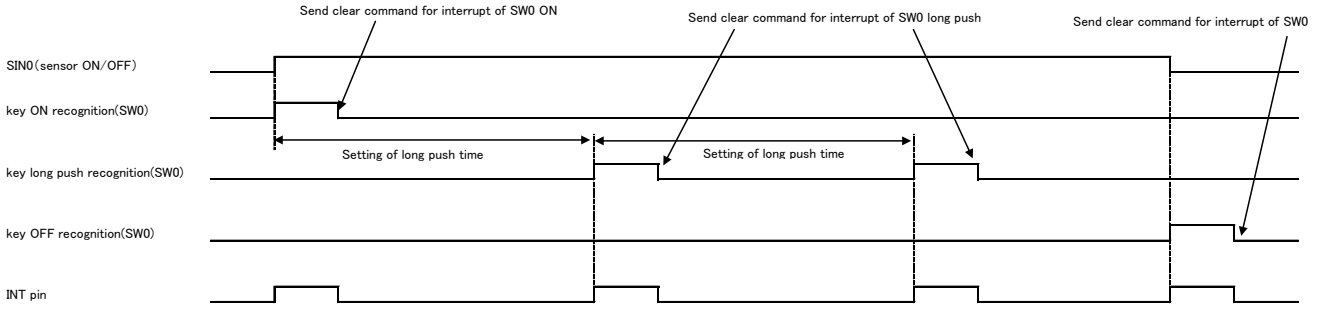 Send clear command for interrupt of SW0 ON
Send clear command for interrupt of SW0 long push
Send clear command for interrupt of SW0
SIN0(sensor ON/OFF)
key ON recognition(SW0)
Setting of long push time
Setting of long push time
key long push recognition(SW0)
key OFF recognition(SW0)
INT pin